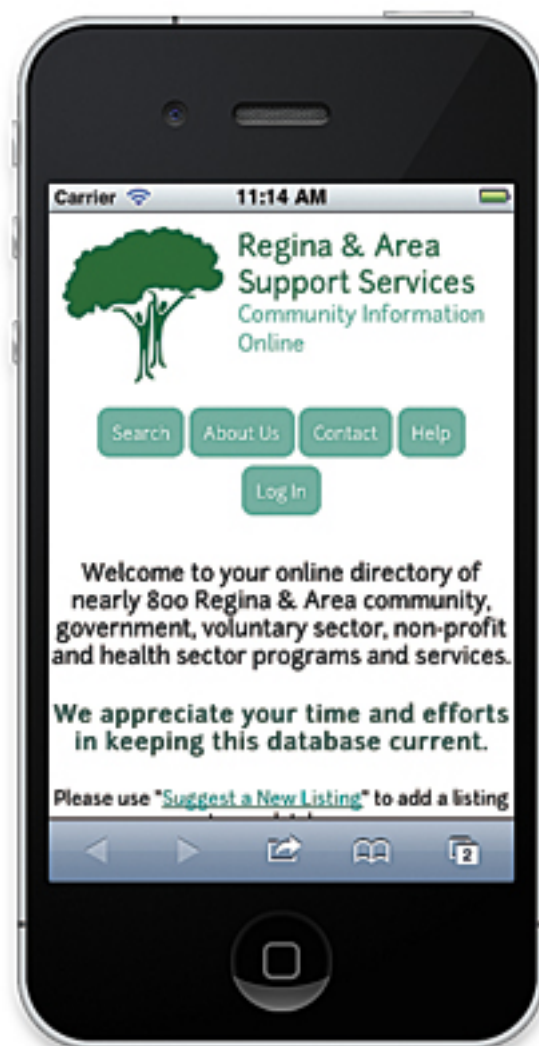 Carrier 11:14 AM
Regina & Area
Support Services
Community Information
Online
Search About Us Contact Help
Log In
Welcome to your online directory of
nearly 800 Regina & Area community,
government, voluntary sector, non-profit
and health sector programs and services.
We appreciate your time and efforts
in keeping this database current.
Please use "Suggest a New Listing" to add a listing
2